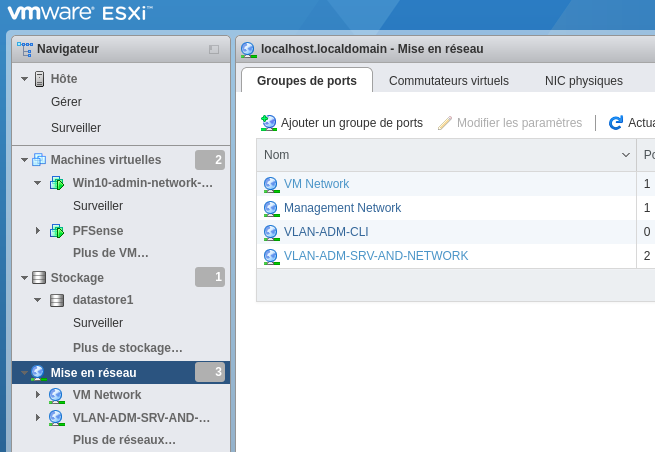 vmware ESXi™
Navigateur
Hôte
Gérer
Surveiller
Machines virtuelles 2
Win10-admin-network-...
Surveiller
PFSense
Plus de VM...
Stockage 1
datastore1
Surveiller
Plus de stockage...
Mise en réseau 3
VM Network
VLAN-ADM-SRV-AND-...
Plus de réseaux...
localhost.localdomain - Mise en réseau
Groupes de ports Commutateurs virtuels NIC physiques
Ajouter un groupe de ports Modifier les paramètres Actua
Nom Po
VM Network 1
Management Network 1
VLAN-ADM-CLI 0
VLAN-ADM-SRV-AND-NETWORK 2